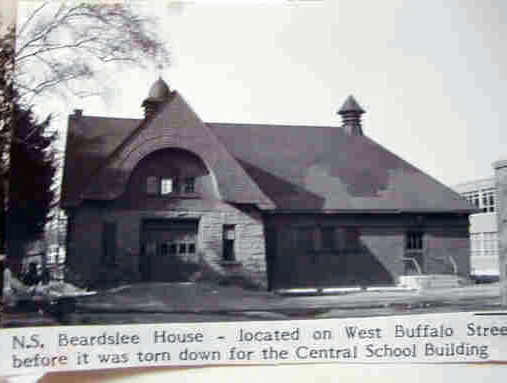 N.S. Beardslee House - located on West Buffalo Stree
before it was torn down for the Central School Building